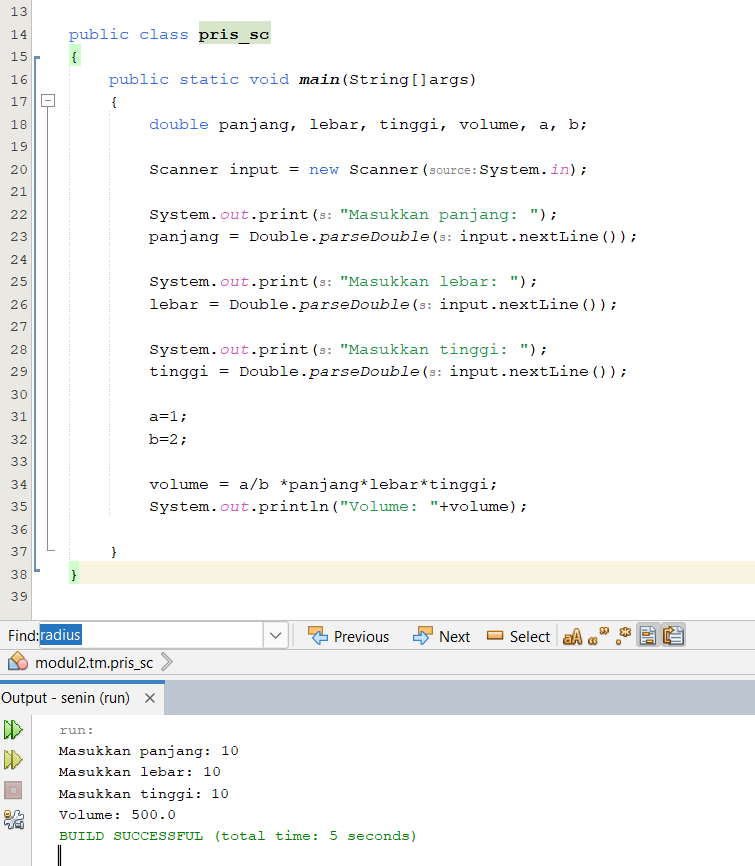 13
14 public class pris_sc
15 {
16 public static void main(String[]args)
17 {
18 double panjang, lebar, tinggi, volume, a, b;
19
20 Scanner input = new Scanner(source:System.in);
21
22 System.out.print(s: "Masukkan panjang: ");
23 panjang = Double.parseDouble(s: input.nextLine());
24
25 System.out.print(s: "Masukkan lebar: ");
26 lebar = Double.parseDouble(s: input.nextLine());
27
28 System.out.print(s: "Masukkan tinggi: ");
29 tinggi = Double.parseDouble(s: input.nextLine());
30
31 a=1;
32 b=2;
33
34 volume = a/b *panjang*lebar*tinggi;
35 System.out.println("Volume: "+volume);
36
37 }
38 }
39
Find: radius Previous Next Select aA
modul2.tm.pris_sc
Output - senin (run)
run:
Masukkan panjang: 10
Masukkan lebar: 10
Masukkan tinggi: 10
Volume: 500.0
BUILD SUCCESSFUL (total time: 5 seconds)